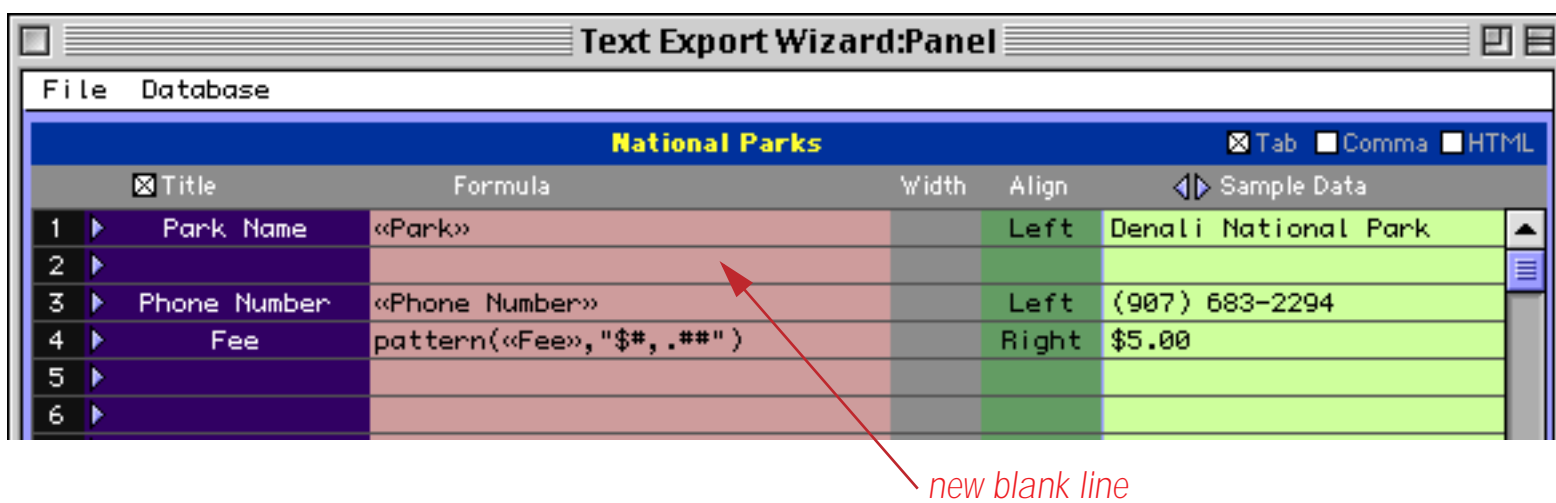 Text Export Wizard:Panel
File Database
National Parks Tab Comma HTML
Title Formula Width Align Sample Data
1 Park Name «Park» Left Denali National Park
2
3 Phone Number «Phone Number» Left (907) 683-2294
4 Fee pattern(«Fee»,"$#,.##") Right $5.00
5
6
new blank line